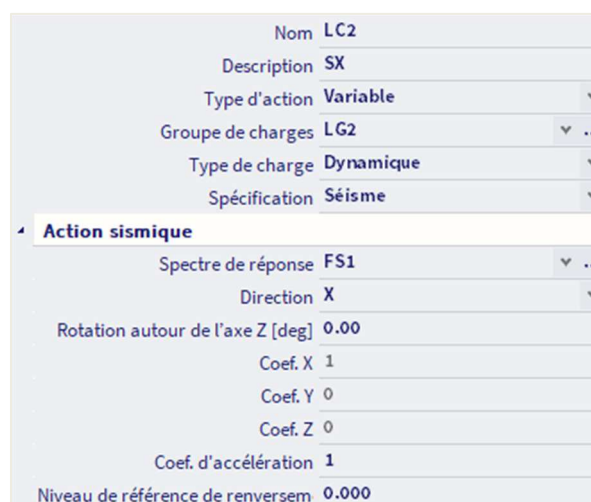 Nom LC2
Description SX
Type d'action Variable
Groupe de charges LG2
Type de charge Dynamique
Spécification Séisme
Action sismique
Spectre de réponse FS1
Direction X
Rotation autour de l'axe Z [deg] 0.00
Coef. X 1
Coef. Y 0
Coef. Z 0
Coef. d'accélération 1
Niveau de référence de renversem 0.000